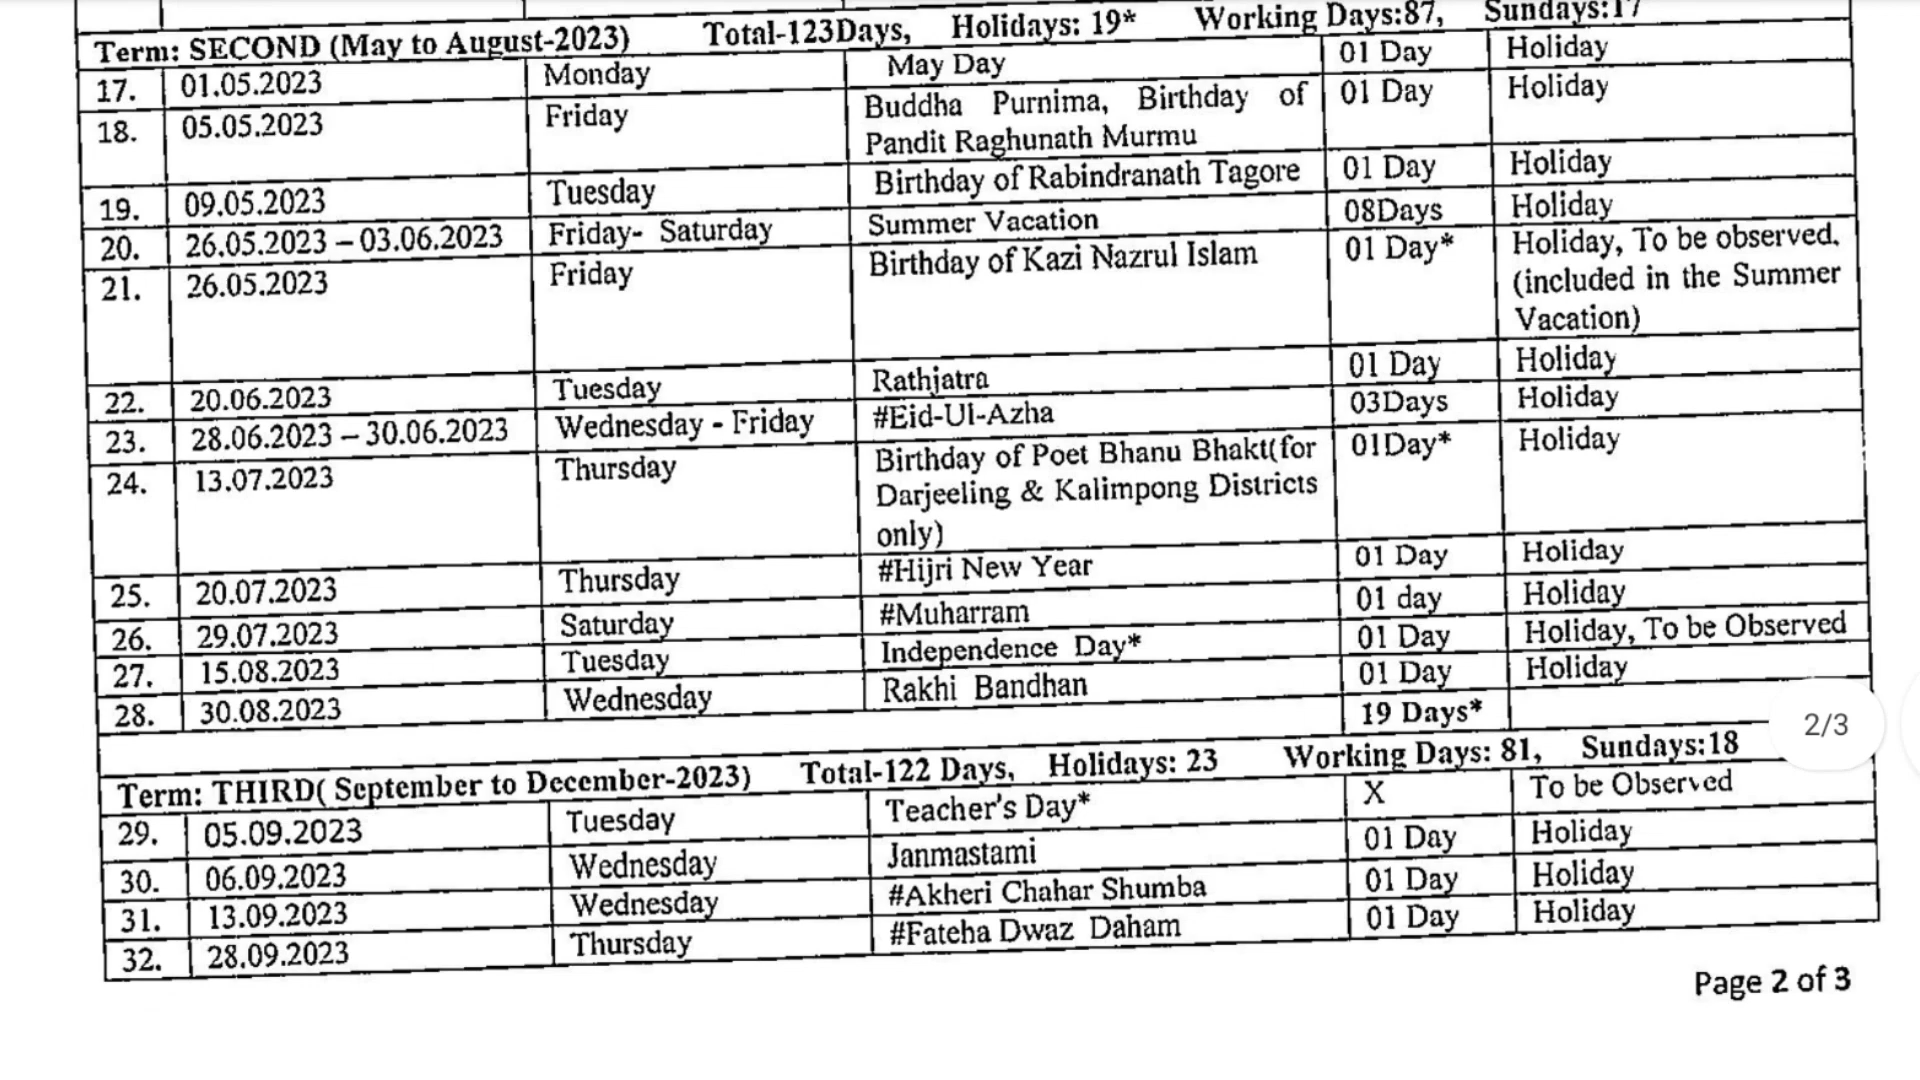 Term: SECOND (May to August-2023) Total-123Days, Holidays: 19* Working Days:87, Sundays:17
17. 01.05.2023 Monday May Day 01 Day Holiday
18. 05.05.2023 Friday Buddha Purnima, Birthday of 01 Day Holiday
Pandit Raghunath Murmu
19. 09.05.2023 Tuesday Birthday of Rabindranath Tagore 01 Day Holiday
20. 26.05.2023 – 03.06.2023 Friday- Saturday Summer Vacation 08Days Holiday
21. 26.05.2023 Friday Birthday of Kazi Nazrul Islam 01 Day* Holiday, To be observed.
(included in the Summer
Vacation)
22. 20.06.2023 Tuesday Rathjatra 01 Day Holiday
23. 28.06.2023 – 30.06.2023 Wednesday - Friday #Eid-Ul-Azha 03Days Holiday
24. 13.07.2023 Thursday Birthday of Poet Bhanu Bhakt(for 01Day* Holiday
Darjeeling & Kalimpong Districts
only)
25. 20.07.2023 Thursday #Hijri New Year 01 Day Holiday
26. 29.07.2023 Saturday #Muharram 01 day Holiday
27. 15.08.2023 Tuesday Independence Day* 01 Day Holiday, To be Observed
28. 30.08.2023 Wednesday Rakhi Bandhan 01 Day Holiday
19 Days*
2/3
Term: THIRD( September to December-2023) Total-122 Days, Holidays: 23 Working Days: 81, Sundays:18
29. 05.09.2023 Tuesday Teacher's Day* X To be Observed
30. 06.09.2023 Wednesday Janmastami 01 Day Holiday
31. 13.09.2023 Wednesday #Akheri Chahar Shumba 01 Day Holiday
32. 28.09.2023 Thursday #Fateha Dwaz Daham 01 Day Holiday
Page 2 of 3